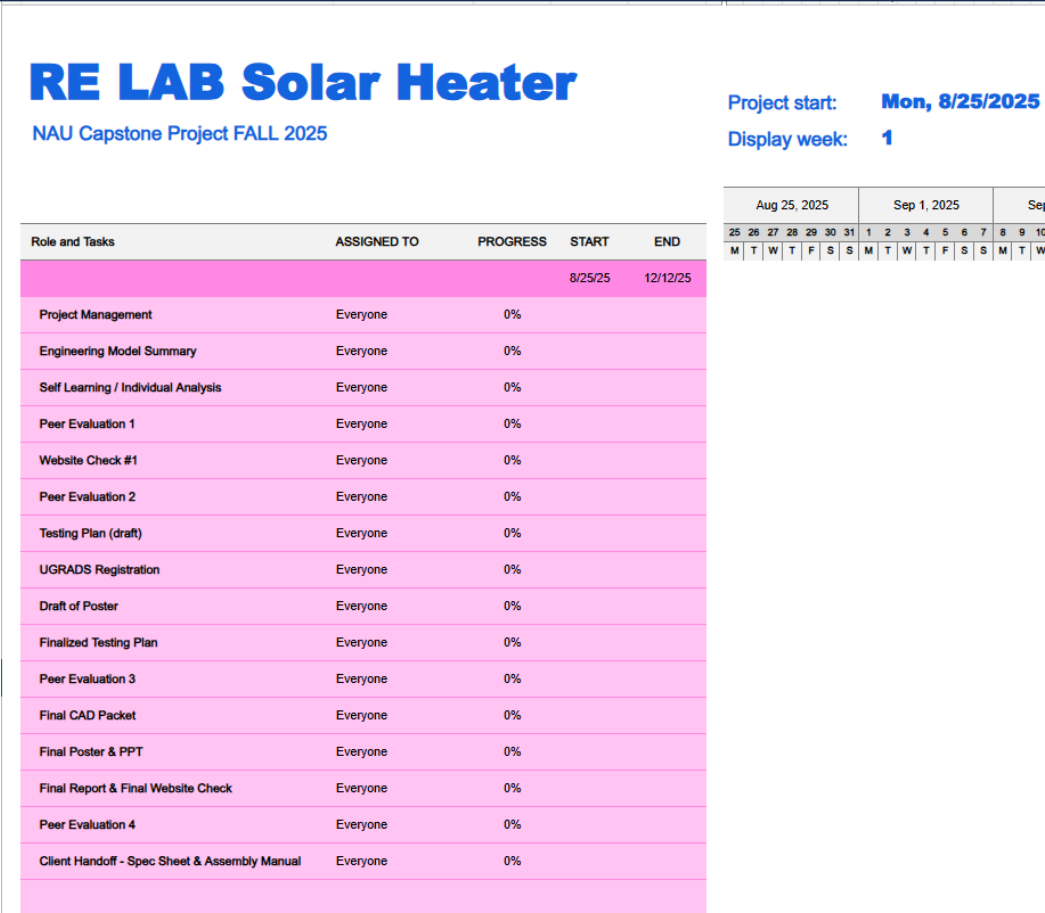 RE LAB Solar Heater
NAU Capstone Project FALL 2025
Project start: Mon, 8/25/2025
Display week: 1
Aug 25, 2025 Sep 1, 2025
25 26 27 28 29 30 31 1 2 3 4 5 6 7 8 9 10
M T W T F S S M T W T F S S M T W
Role and Tasks ASSIGNED TO PROGRESS START END
8/25/25 12/12/25
Project Management Everyone 0%
Engineering Model Summary Everyone 0%
Self Learning / Individual Analysis Everyone 0%
Peer Evaluation 1 Everyone 0%
Website Check #1 Everyone 0%
Peer Evaluation 2 Everyone 0%
Testing Plan (draft) Everyone 0%
UGRADS Registration Everyone 0%
Draft of Poster Everyone 0%
Finalized Testing Plan Everyone 0%
Peer Evaluation 3 Everyone 0%
Final CAD Packet Everyone 0%
Final Poster & PPT Everyone 0%
Final Report & Final Website Check Everyone 0%
Peer Evaluation 4 Everyone 0%
Client Handoff - Spec Sheet & Assembly Manual Everyone 0%